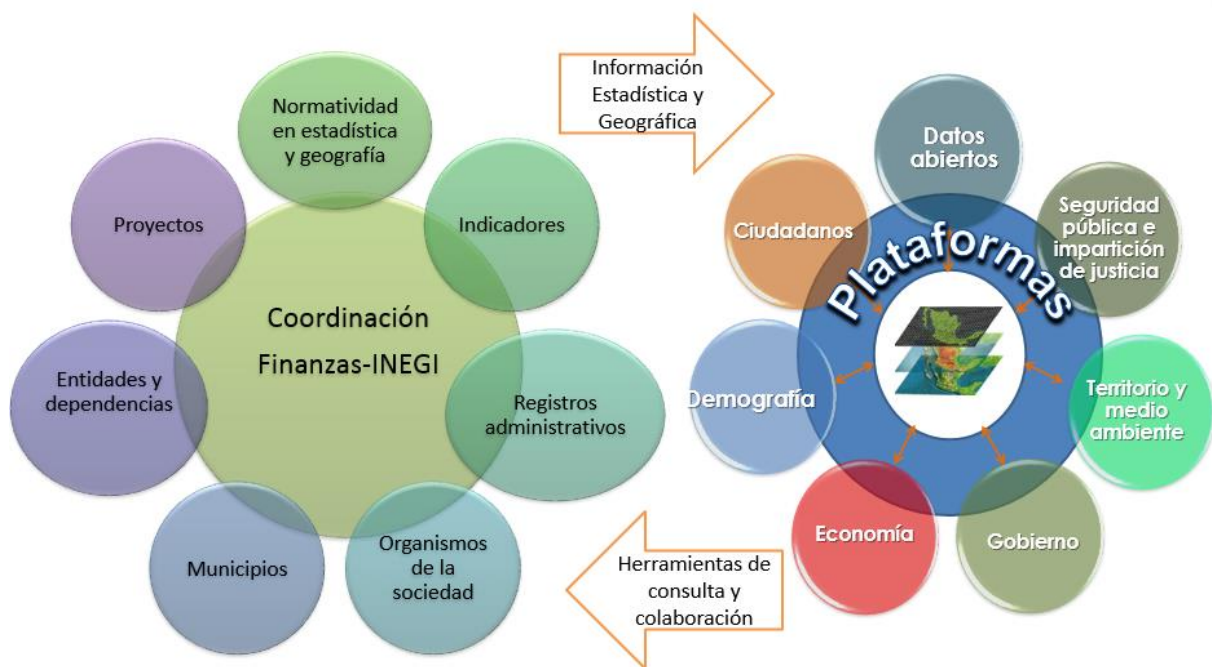 Normatividad
en estadística
y geografía
Proyectos
Indicadores
Coordinación
Finanzas-INEGI
Entidades y
dependencias
Registros
administrativos
Municipios
Organismos
de la
sociedad
Información
Estadística y
Geográfica
Datos
abiertos
Ciudadanos
Seguridad
pública e
impartición
de justicia
Plataformas
Demografía
Territorio y
medio
ambiente
Economía
Gobierno
Herramientas de
consulta y
colaboración